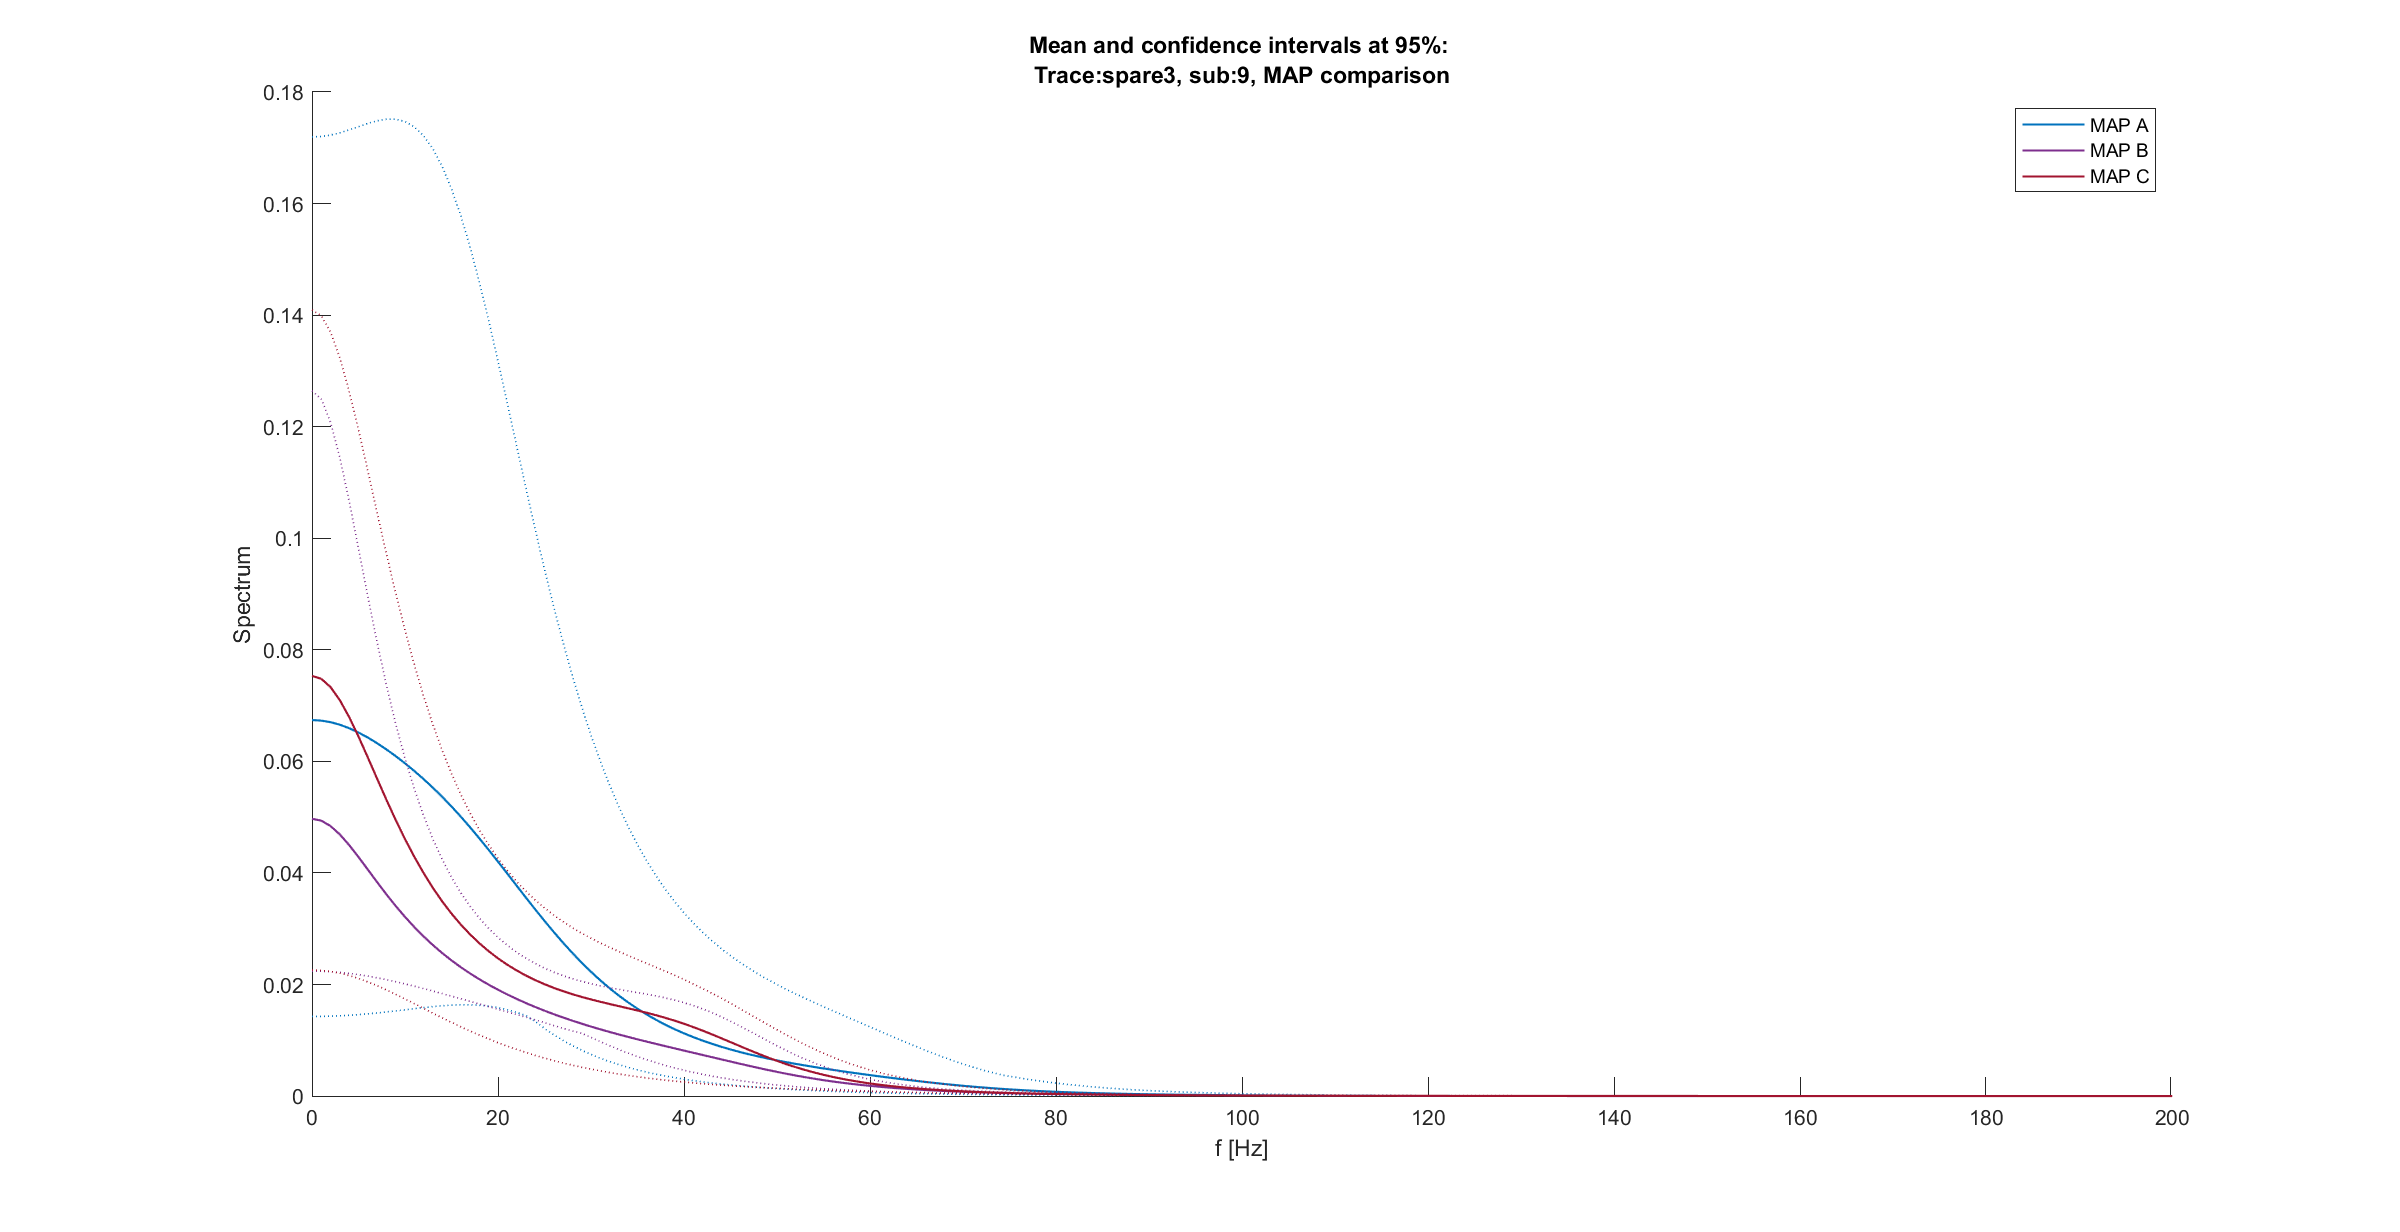 Mean and confidence intervals at 95%:
Trace:spare3, sub:9, MAP comparison
MAP A
MAP B
MAP C
Spectrum
0.18
0.16
0.14
0.12
0.1
0.08
0.06
0.04
0.02
0
0 20 40 60 80 100 120 140 160 180 200
f [Hz]